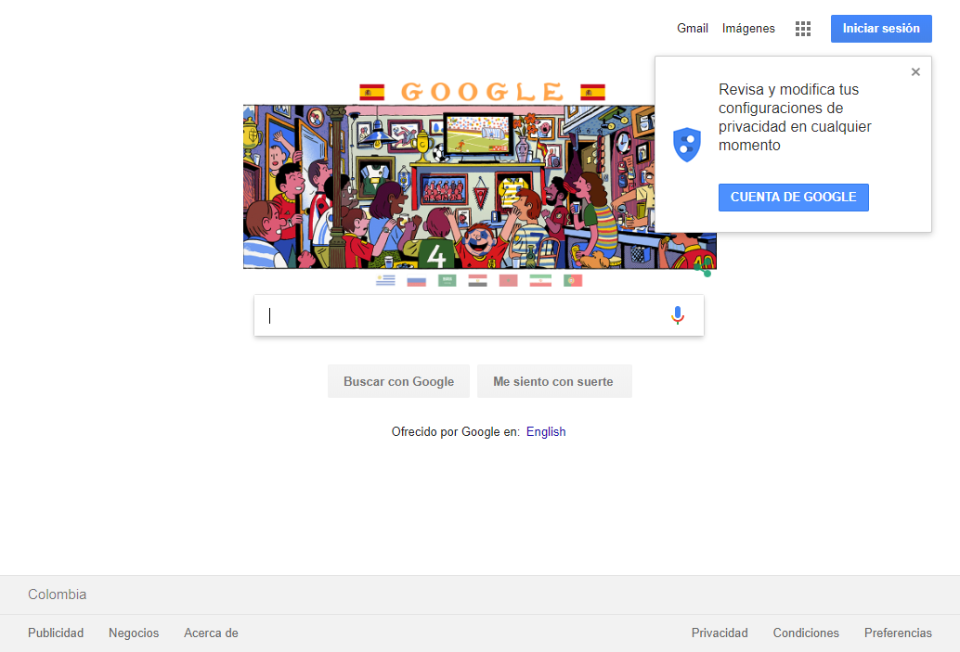 Gmail Imágenes Iniciar sesión
Revisa y modifica tus
configuraciones de
privacidad en cualquier
momento
CUENTA DE GOOGLE
GOOGLE
4
10
Buscar con Google Me siento con suerte
Ofrecido por Google en: English
Colombia
Publicidad Negocios Acerca de Privacidad Condiciones Preferencias